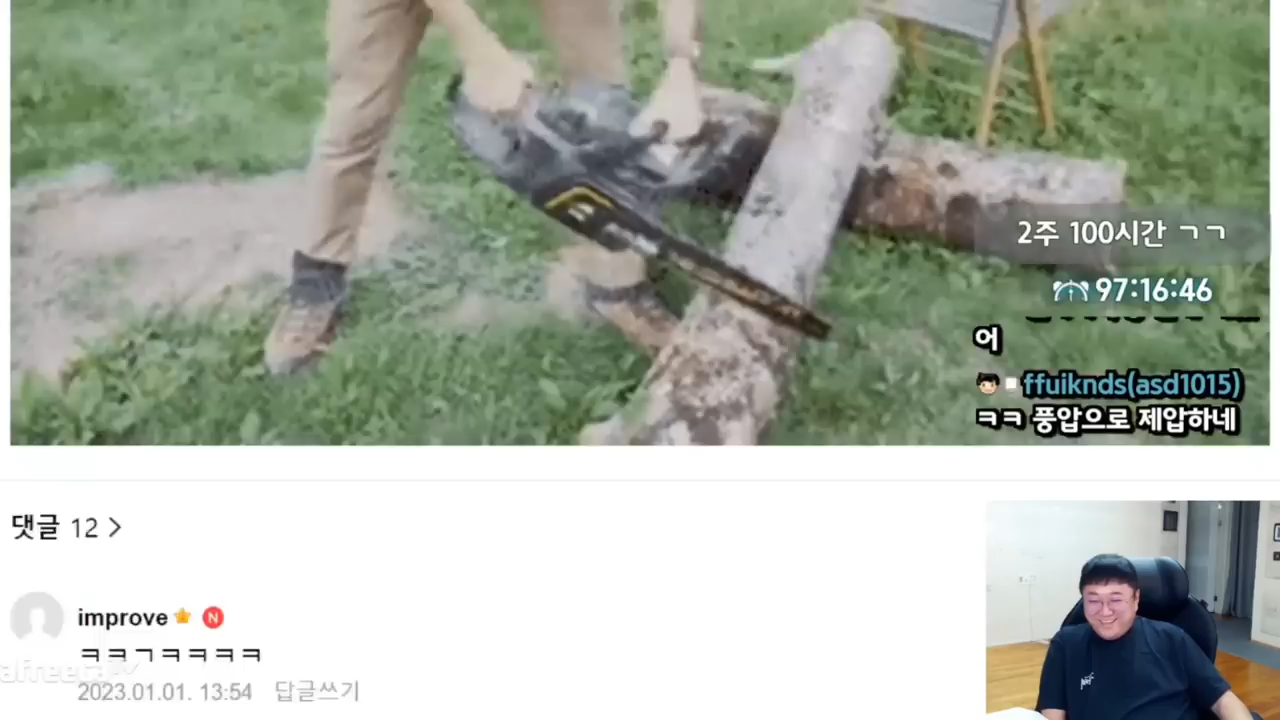 2주 100시간 ㄱㄱ
97:16:46
어
ffuiknds(asd1015)
ㅋㅋ 풍압으로 제압하네
댓글 12 >
improve N
ㅋㅋㄱㅋㅋㅋㅋ
2023.01.01. 13:54 답글쓰기
afreecaTV